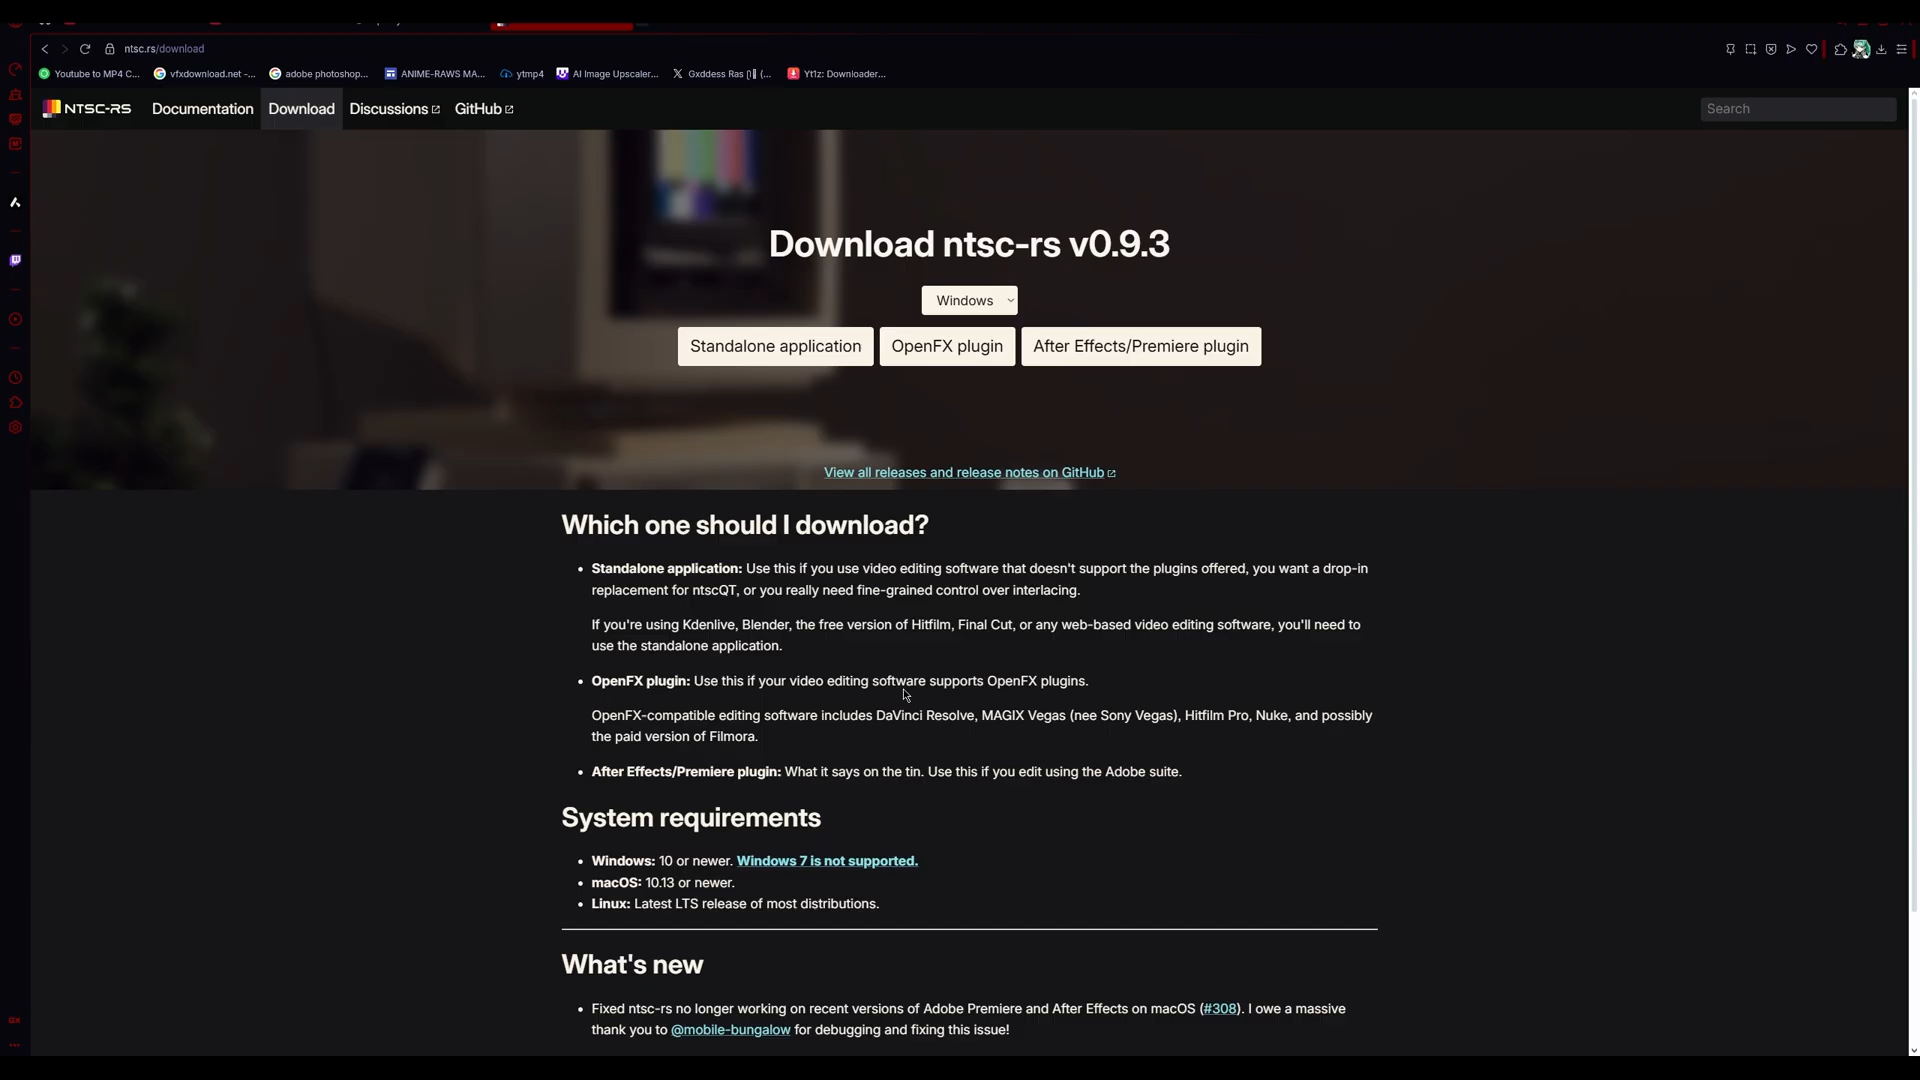 ntsc.rs/download
Youtube to MP4 C...
vfxdownload.net -...
adobe photoshop...
ANIME-RAWS MA...
ytmp4
AI Image Upscaler...
Yt1z: Downloader...
NTSC-RS
Documentation
Download
Discussions
GitHub
Search
Download ntsc-rs v0.9.3
Windows
Standalone application
OpenFX plugin
After Effects/Premiere plugin
View all releases and release notes on GitHub
Which one should I download?
• Standalone application: Use this if you use video editing software that doesn't support the plugins offered, you want a drop-in
replacement for ntscQT, or you really need fine-grained control over interlacing.
If you're using Kdenlive, Blender, the free version of Hitfilm, Final Cut, or any web-based video editing software, you'll need to
use the standalone application.
• OpenFX plugin: Use this if your video editing software supports OpenFX plugins.
OpenFX-compatible editing software includes DaVinci Resolve, MAGIX Vegas (nee Sony Vegas), Hitfilm Pro, Nuke, and possibly
the paid version of Filmora.
• After Effects/Premiere plugin: What it says on the tin. Use this if you edit using the Adobe suite.
System requirements
• Windows: 10 or newer. Windows 7 is not supported.
• macOS: 10.13 or newer.
• Linux: Latest LTS release of most distributions.
What's new
• Fixed ntsc-rs no longer working on recent versions of Adobe Premiere and After Effects on macOS (#308). I owe a massive
thank you to @mobile-bungalow for debugging and fixing this issue!